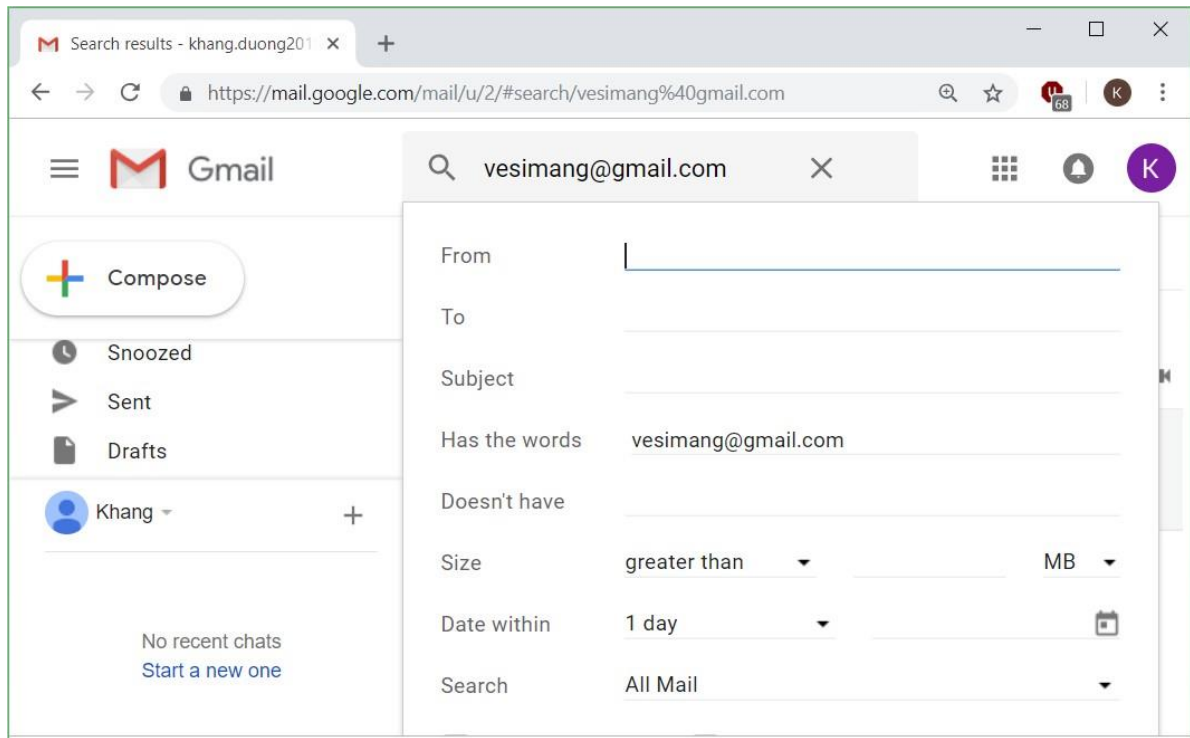 Search results - khang.duong201
https://mail.google.com/mail/u/2/#search/vesimang%40gmail.com
68
K
Gmail
vesimang@gmail.com
K
Compose
Snoozed
Sent
Drafts
Khang
No recent chats
Start a new one
From
To
Subject
Has the words vesimang@gmail.com
Doesn't have
Size greater than MB
Date within 1 day
Search All Mail